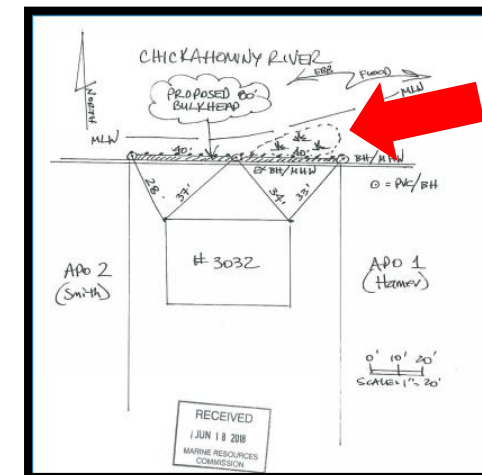 CHICKAHOMINY RIVER
EBB FLOOD
NORTH
PROPOSED 80'
BULKHEAD
MLW
MLW
40' 40'
BH/MHW
EX BH/MHW
⊙ = PVC/BH
28' 37' 34' 33'
# 3032
APO 2
(Smith)
APO 1
0' 10' 20'
SCALE: 1" = 20'
RECEIVED
JUN 18 2018
MARINE RESOURCES
COMMISSION